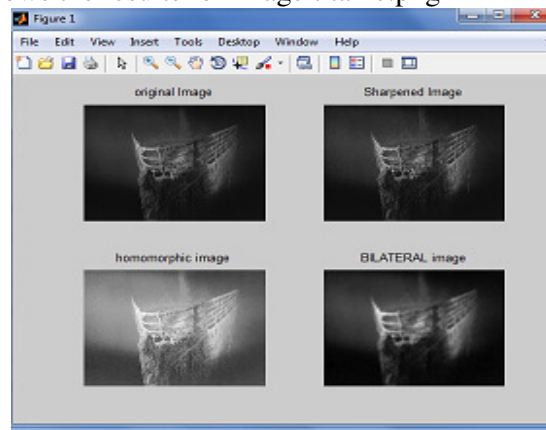 Figure 1
File Edit View Insert Tools Desktop Window Help
original Image Sharpened Image
homomorphic image BILATERAL image